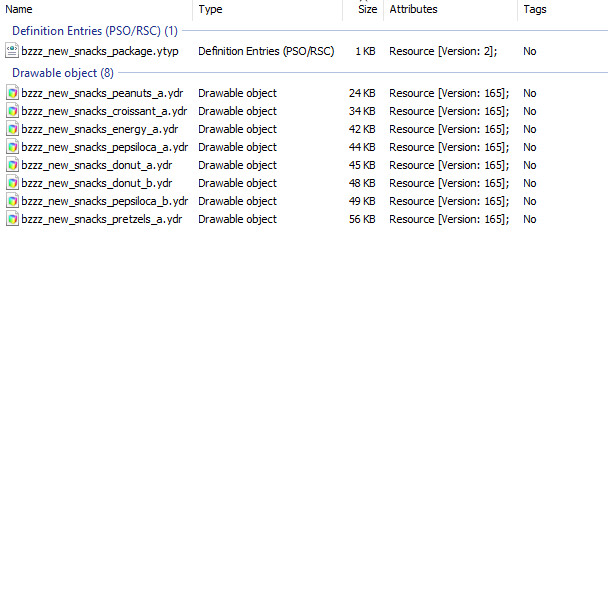 Name Type Size Attributes Tags
Definition Entries (PSO/RSC) (1)
bzzz_new_snacks_package.ytyp Definition Entries (PSO/RSC) 1 KB Resource [Version: 2]; No
Drawable object (8)
bzzz_new_snacks_peanuts_a.ydr Drawable object 24 KB Resource [Version: 165]; No
bzzz_new_snacks_croissant_a.ydr Drawable object 34 KB Resource [Version: 165]; No
bzzz_new_snacks_energy_a.ydr Drawable object 42 KB Resource [Version: 165]; No
bzzz_new_snacks_pepsiloca_a.ydr Drawable object 44 KB Resource [Version: 165]; No
bzzz_new_snacks_donut_a.ydr Drawable object 45 KB Resource [Version: 165]; No
bzzz_new_snacks_donut_b.ydr Drawable object 48 KB Resource [Version: 165]; No
bzzz_new_snacks_pepsiloca_b.ydr Drawable object 49 KB Resource [Version: 165]; No
bzzz_new_snacks_pretzels_a.ydr Drawable object 56 KB Resource [Version: 165]; No